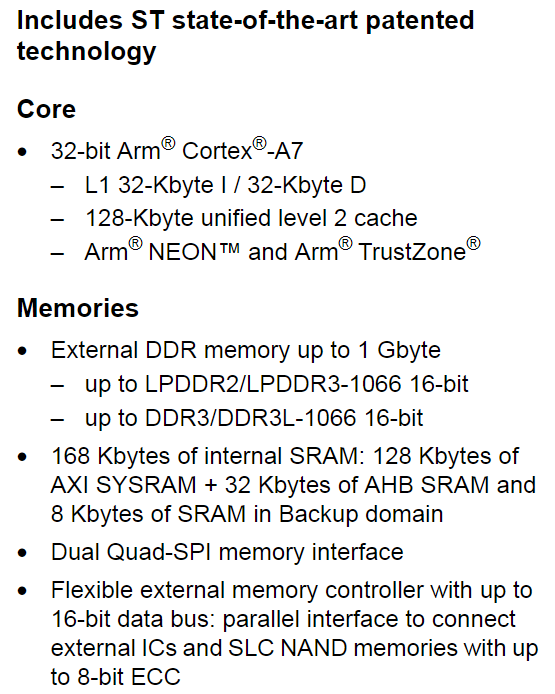 Includes ST state-of-the-art patented
technology
Core
• 32-bit Arm® Cortex®-A7
– L1 32-Kbyte I / 32-Kbyte D
– 128-Kbyte unified level 2 cache
– Arm® NEON™ and Arm® TrustZone®
Memories
• External DDR memory up to 1 Gbyte
– up to LPDDR2/LPDDR3-1066 16-bit
– up to DDR3/DDR3L-1066 16-bit
• 168 Kbytes of internal SRAM: 128 Kbytes of
AXI SYSRAM + 32 Kbytes of AHB SRAM and
8 Kbytes of SRAM in Backup domain
• Dual Quad-SPI memory interface
• Flexible external memory controller with up to
16-bit data bus: parallel interface to connect
external ICs and SLC NAND memories with up
to 8-bit ECC